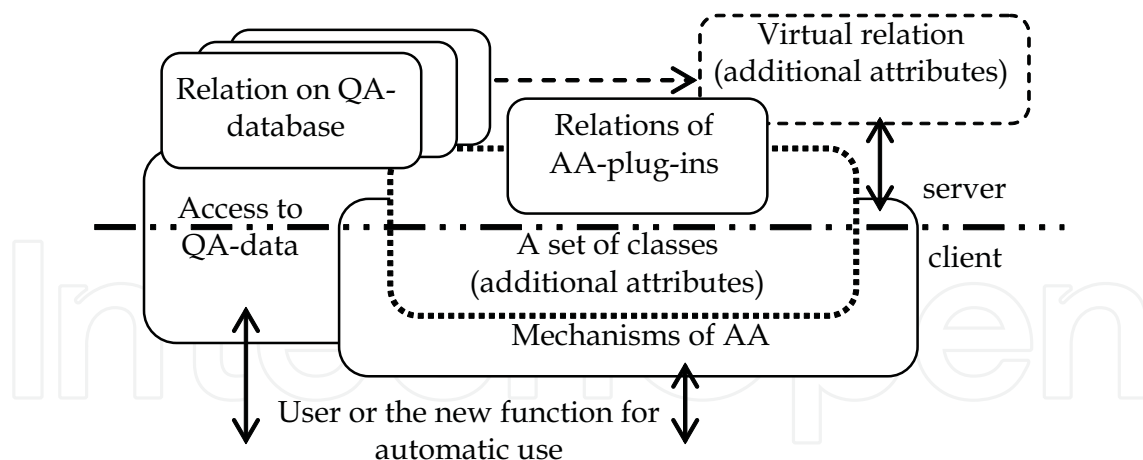 Virtual relation
(additional attributes)
Relation on QA-
database
Relations of
AA-plug-ins
server
Access to
QA-data
A set of classes
(additional attributes)
client
Mechanisms of AA
User or the new function for
automatic use
IntechOpen